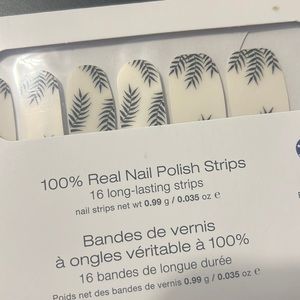 100% Real Nail Polish Strips
16 long-lasting strips
nail strips net wt 0.99 g / 0.035 oz ℮
Bandes de vernis
à ongles véritable à 100%
16 bandes de longue durée
Poids net des bandes de vernis 0.99 g / 0.035 oz ℮